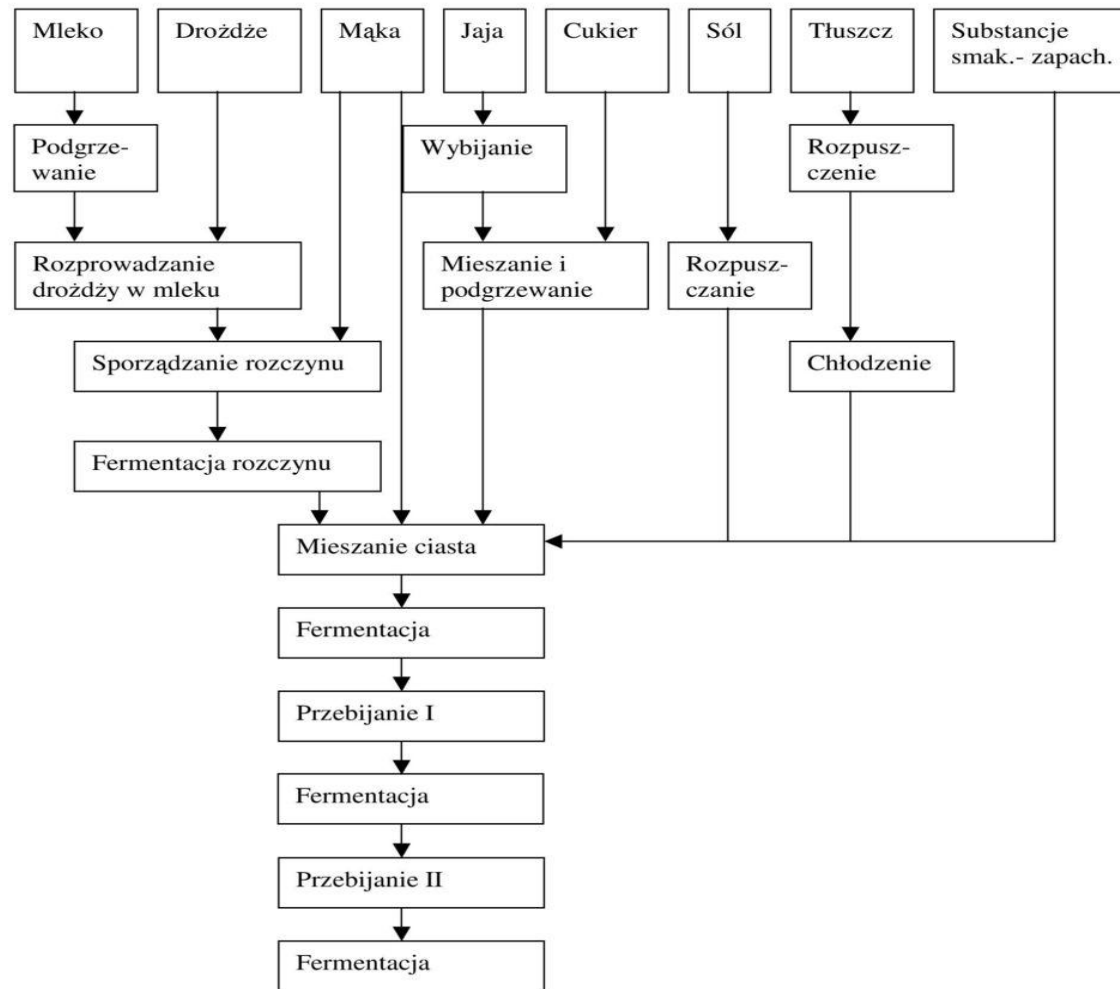 Mleko
Drożdże
Mąka
Jaja
Cukier
Sól
Tłuszcz
Substancje
smak.- zapach.
Podgrze-
wanie
Wybijanie
Rozpusz-
czenie
Rozprowadzanie
drożdży w mleku
Mieszanie i
podgrzewanie
Rozpusz-
czanie
Sporządzanie rozczynu
Chłodzenie
Fermentacja rozczynu
Mieszanie ciasta
Fermentacja
Przebijanie I
Fermentacja
Przebijanie II
Fermentacja